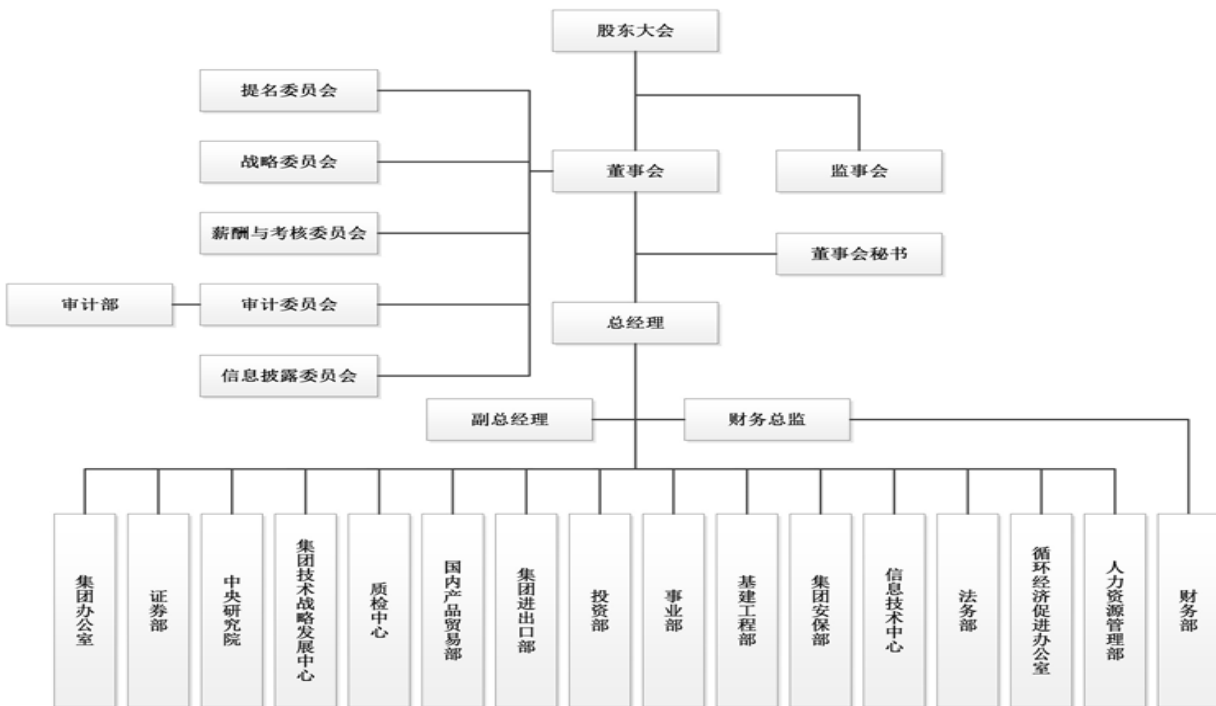 股东大会
提名委员会
战略委员会
董事会
监事会
薪酬与考核委员会
董事会秘书
审计部
审计委员会
总经理
信息披露委员会
副总经理
财务总监
集团办公室
证券部
中央研究院
集团技术战略发展中心
质检中心
国内产品贸易部
集团进出口部
投资部
事业部
基建工程部
集团安保部
信息技术中心
法务部
循环经济促进办公室
人力资源管理部
财务部